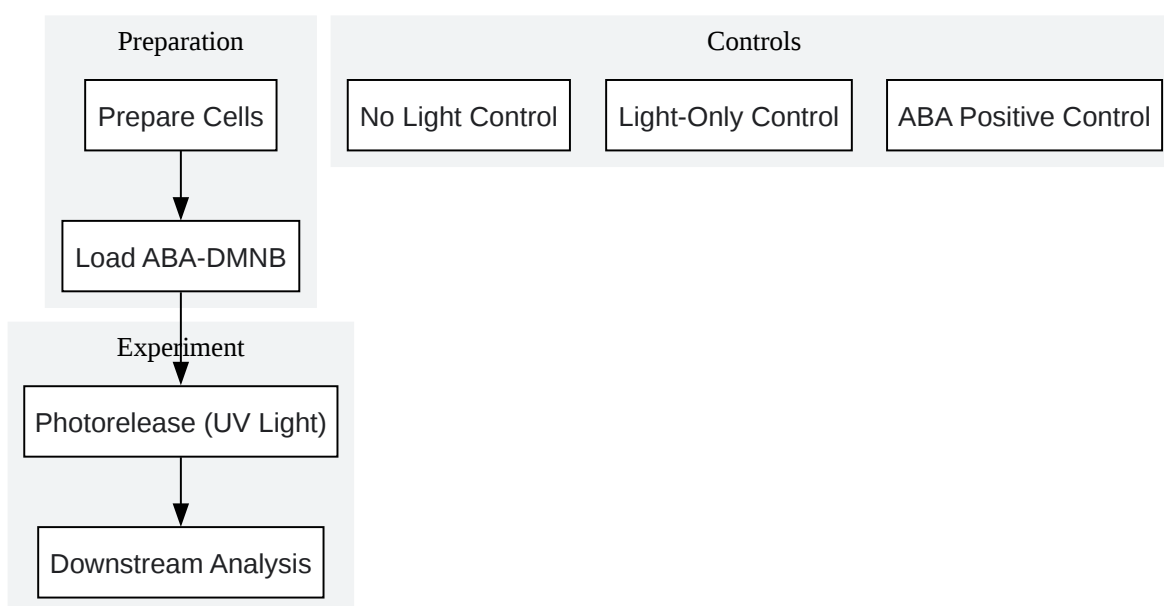 Preparation
Prepare Cells
Load ABA-DMNB
Experiment
Photorelease (UV Light)
Downstream Analysis
Controls
No Light Control
Light-Only Control
ABA Positive Control